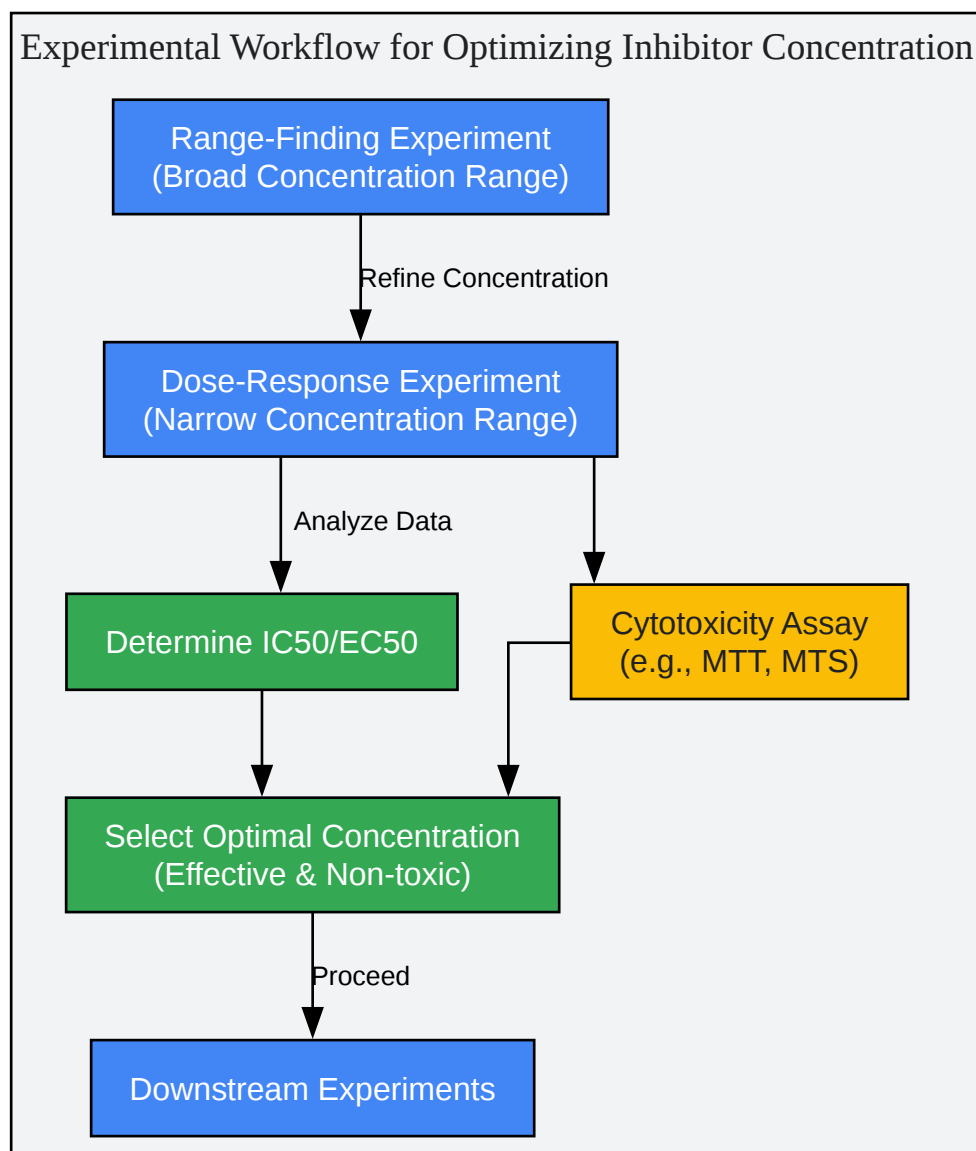 Experimental Workflow for Optimizing Inhibitor Concentration
Range-Finding Experiment
(Broad Concentration Range)
Refine Concentration
Dose-Response Experiment
(Narrow Concentration Range)
Analyze Data
Determine IC50/EC50
Cytotoxicity Assay
(e.g., MTT, MTS)
Select Optimal Concentration
(Effective & Non-toxic)
Proceed
Downstream Experiments